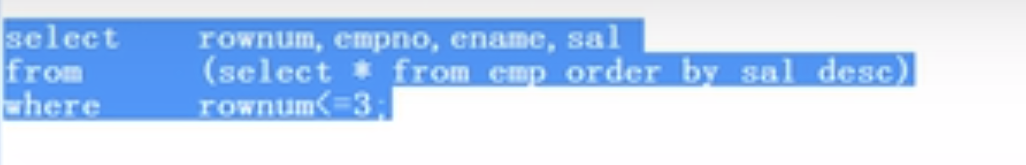 select rownum, empno, ename, sal
from (select * from emp order by sal desc)
where rownum<=3;